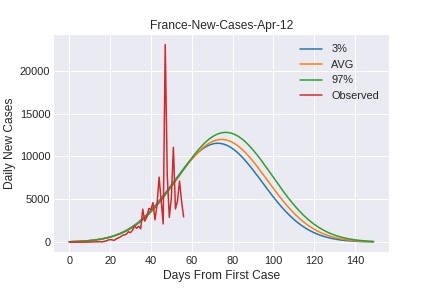 France-New-Cases-Apr-12
3%
AVG
97%
Observed
20000
15000
10000
5000
0
Daily New Cases
0 20 40 60 80 100 120 140
Days From First Case